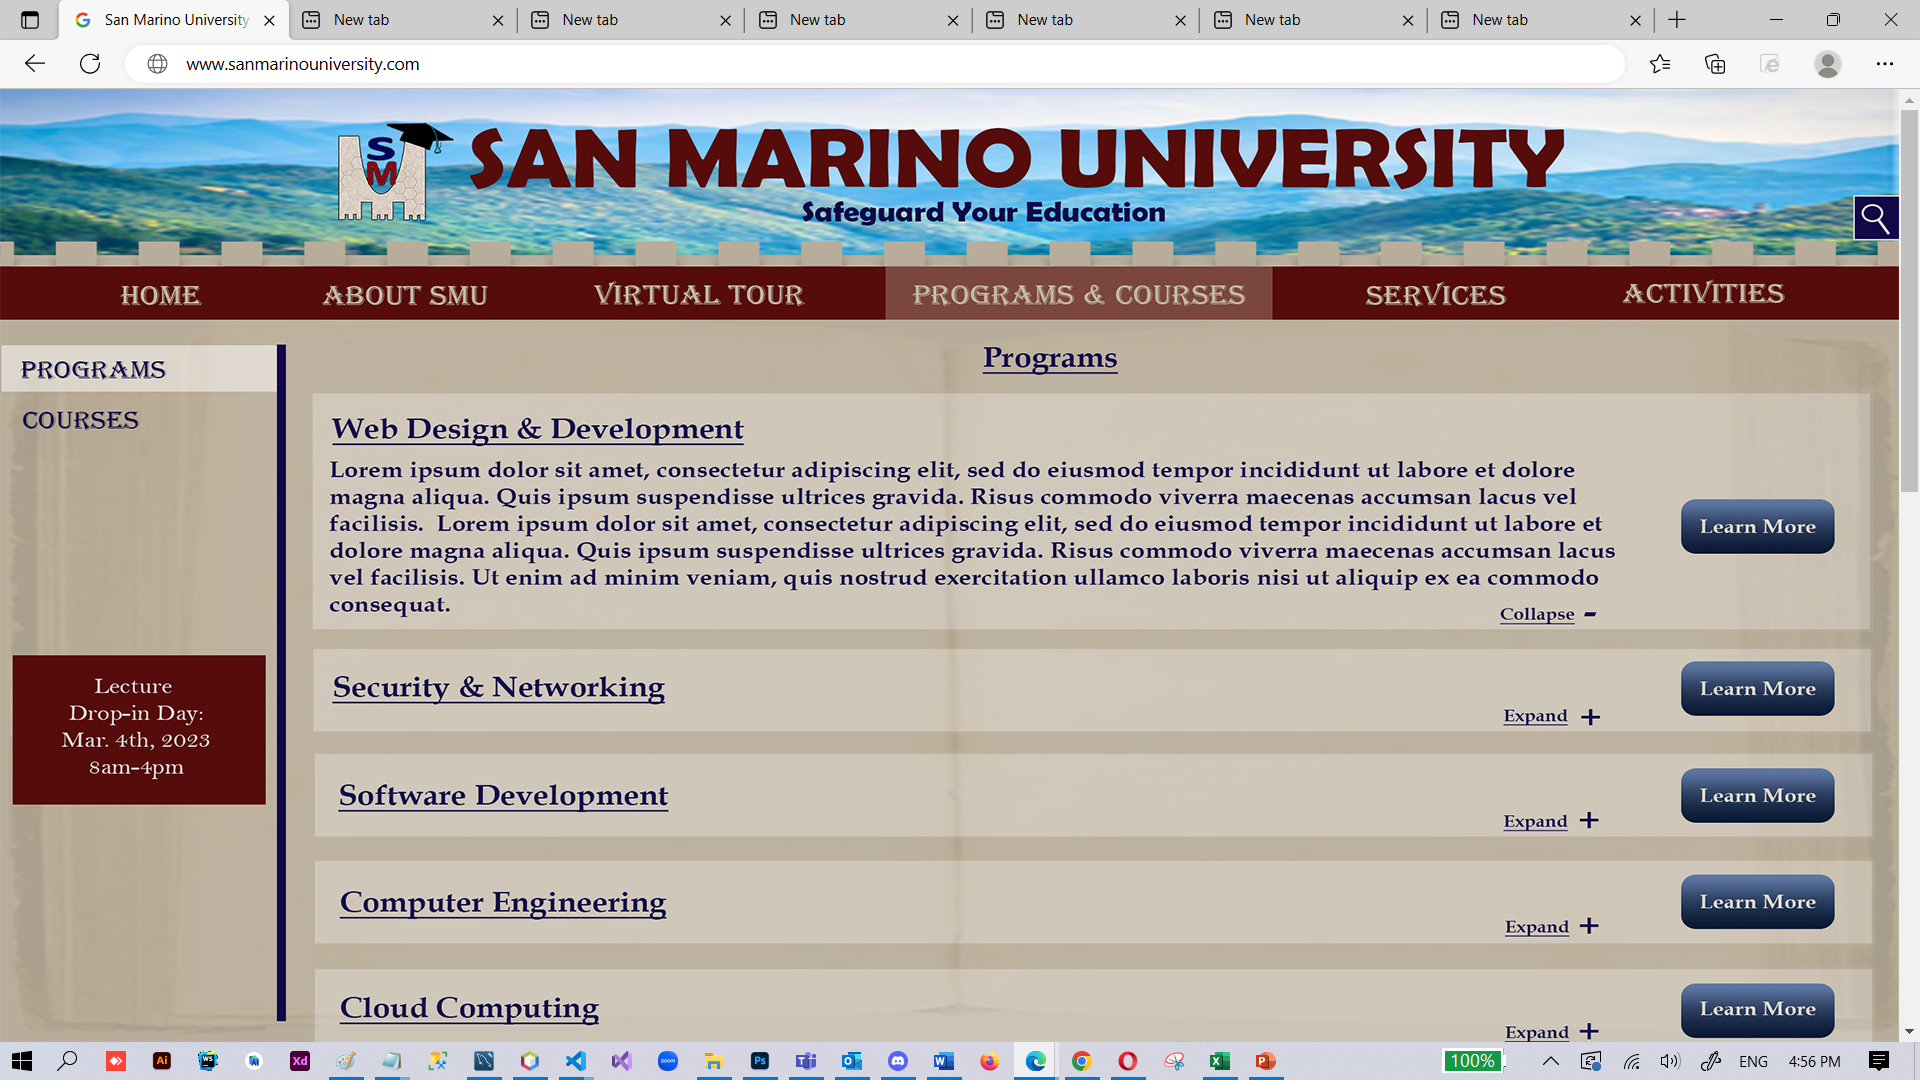 San Marino University
New tab
New tab
New tab
New tab
New tab
New tab
www.sanmarinouniversity.com
SM
SAN MARINO UNIVERSITY
Safeguard Your Education
HOME
ABOUT SMU
VIRTUAL TOUR
PROGRAMS & COURSES
SERVICES
ACTIVITIES
PROGRAMS
COURSES
Lecture
Drop-in Day:
Mar. 4th, 2023
8am-4pm
Programs
Web Design & Development
Lorem ipsum dolor sit amet, consectetur adipiscing elit, sed do eiusmod tempor incididunt ut labore et dolore
magna aliqua. Quis ipsum suspendisse ultrices gravida. Risus commodo viverra maecenas accumsan lacus vel
facilisis. Lorem ipsum dolor sit amet, consectetur adipiscing elit, sed do eiusmod tempor incididunt ut labore et
dolore magna aliqua. Quis ipsum suspendisse ultrices gravida. Risus commodo viverra maecenas accumsan lacus
vel facilisis. Ut enim ad minim veniam, quis nostrud exercitation ullamco laboris nisi ut aliquip ex ea commodo
consequat.
Collapse -
Learn More
Security & Networking
Expand +
Learn More
Software Development
Expand +
Learn More
Computer Engineering
Expand +
Learn More
Cloud Computing
Expand +
Learn More
Ai
WS
Xd
zoom
Ps
W
X
P
100%
ENG
4:56 PM